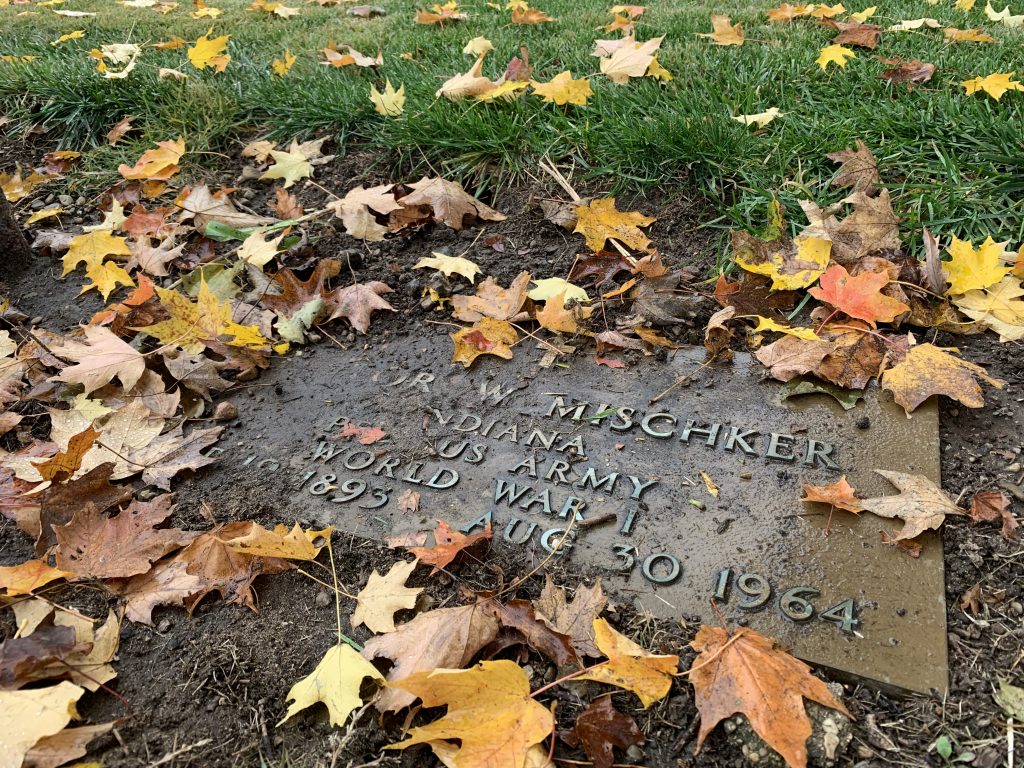 W MISCHKER
INDIANA
US ARMY
WORLD WAR I
1893 AUG 30 1964